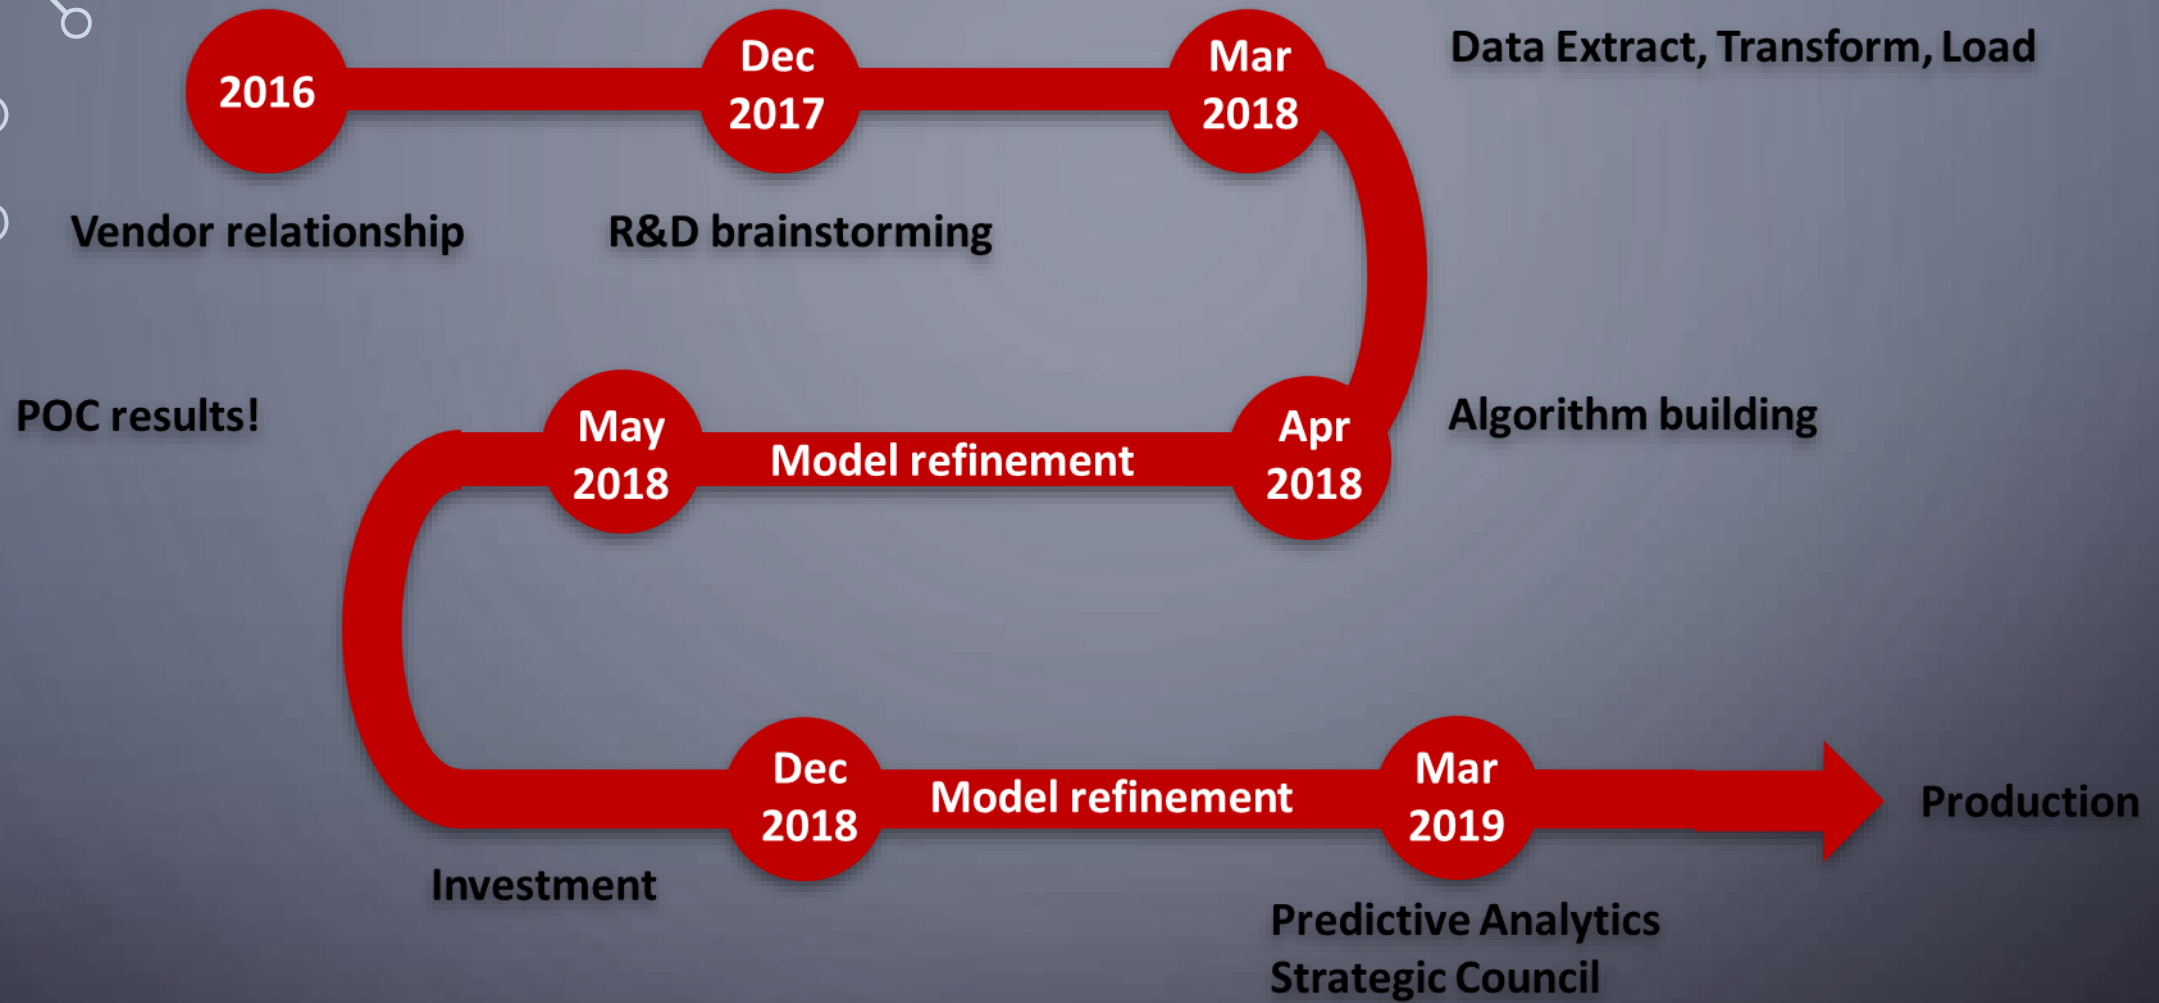 2016
Dec
2017
Mar
2018
Data Extract, Transform, Load
Vendor relationship
R&D brainstorming
POC results!
May
2018
Model refinement
Apr
2018
Algorithm building
Dec
2018
Model refinement
Mar
2019
Production
Investment
Predictive Analytics
Strategic Council